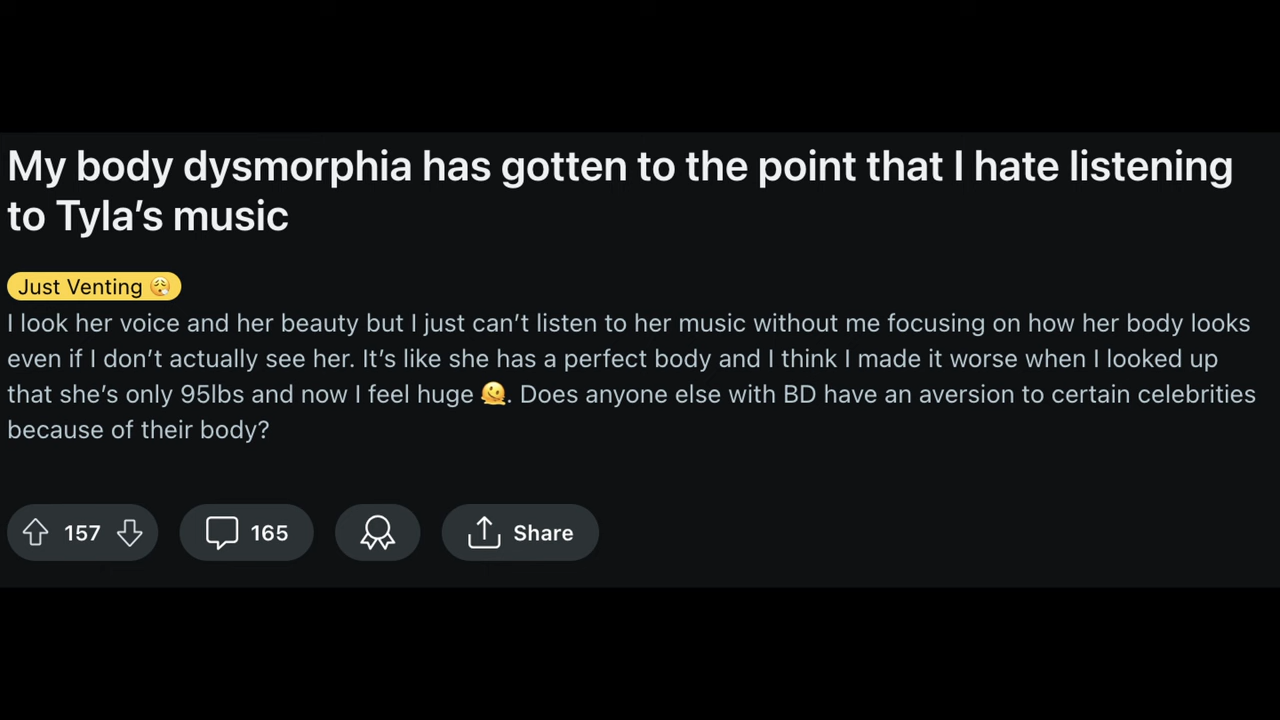 My body dysmorphia has gotten to the point that I hate listening
to Tyla’s music
Just Venting 😮‍💨
I look her voice and her beauty but I just can’t listen to her music without me focusing on how her body looks
even if I don’t actually see her. It’s like she has a perfect body and I think I made it worse when I looked up
that she’s only 95lbs and now I feel huge 🫠. Does anyone else with BD have an aversion to certain celebrities
because of their body?
157 165 Share